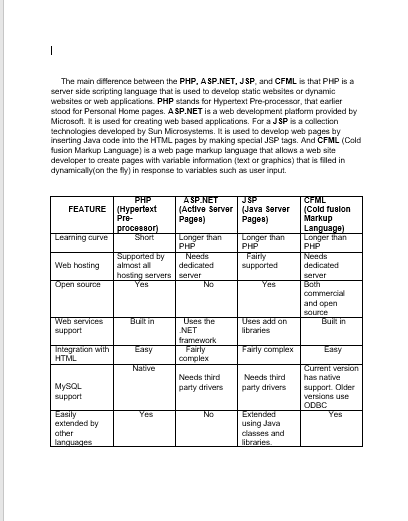 The main difference between the PHP, ASP.NET, JSP, and CFML is that PHP is a
server side scripting language that is used to develop static websites or dynamic
websites or web applications. PHP stands for Hypertext Pre-processor, that earlier
stood for Personal Home pages. ASP.NET is a web development platform provided by
Microsoft. It is used for creating web based applications. For a JSP is a collection
technologies developed by Sun Microsystems. It is used to develop web pages by
inserting Java code into the HTML pages by making special JSP tags. And CFML (Cold
fusion Markup Language) is a web page markup language that allows a web site
developer to create pages with variable information (text or graphics) that is filled in
dynamically(on the fly) in response to variables such as user input.
FEATURE
PHP
(Hypertext
Pre-
processor)
ASP.NET
(Active Server
Pages)
JSP
(Java Server
Pages)
CFML
(Cold fusion
Markup
Language)
Learning curve
Short
Longer than
PHP
Longer than
PHP
Longer than
PHP
Web hosting
Supported by
almost all
hosting servers
Needs
dedicated
server
Fairly
supported
Needs
dedicated
server
Open source
Yes
No
Yes
Both
commercial
and open
source
Web services
support
Built in
Uses the
.NET
framework
Uses add on
libraries
Built in
Integration with
HTML
Easy
Fairly
complex
Fairly complex
Easy
MySQL
support
Native
Needs third
party drivers
Needs third
party drivers
Current version
has native
support. Older
versions use
ODBC
Easily
extended by
other
languages
Yes
No
Extended
using Java
classes and
libraries.
Yes